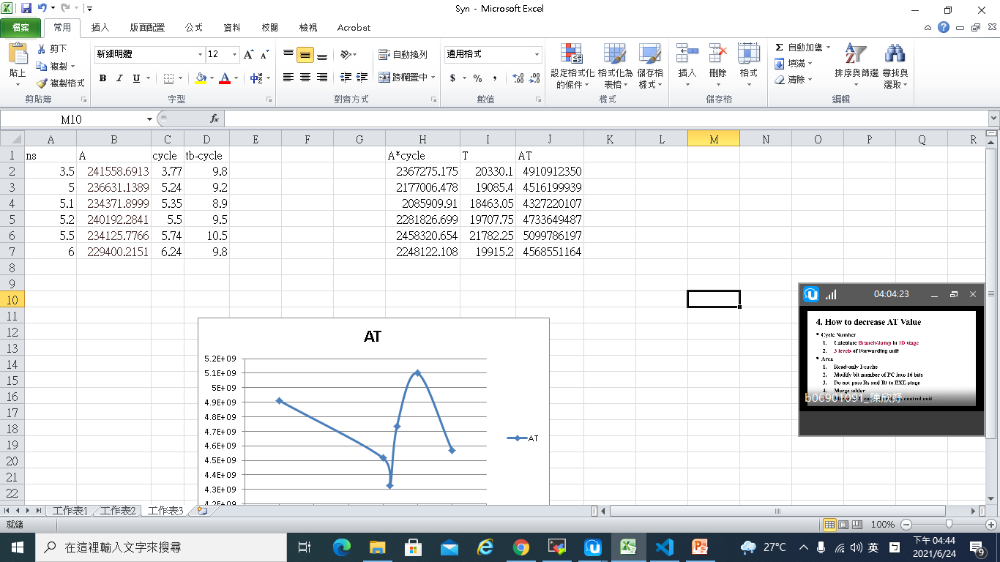 Syn - Microsoft Excel
檔案 常用 插入 版面配置 公式 資料 校閱 檢視 Acrobat
貼上 剪下 複製 複製格式 剪貼簿
新細明體 12 B I U A 中 字型
自動換列 跨欄置中 對齊方式
通用格式 $ % , 數值
設定格式化的條件 格式化為表格 儲存格樣式 樣式
插入 刪除 格式 儲存格
Σ 自動加總 填滿 清除 排序與篩選 尋找與選取 編輯
M10 fx
A B C D E F G H I J K L M N O P Q R
1 ns A cycle tb-cycle A*cycle T AT
2 3.5 241558.6913 3.77 9.8 2367275.175 20330.1 4910912350
3 5 236631.1389 5.24 9.2 2177006.478 19085.4 4516199939
4 5.1 234371.8999 5.35 8.9 2085909.91 18463.05 4327220107
5 5.2 240192.2841 5.5 9.5 2281826.699 19707.75 4733649487
6 5.5 234125.7766 5.74 10.5 2458320.654 21782.25 5099786197
7 6 229400.2151 6.24 9.8 2248122.108 19915.2 4568551164
8
9
10
11
12
13
14
15
16
17
18
19
20
21
22
AT
5.2E+09
5.1E+09
5E+09
4.9E+09
4.8E+09
4.7E+09
4.6E+09
4.5E+09
4.4E+09
4.3E+09
4.2E+09
AT
04:04:23
4. How to decrease AT Value
• Cycle Number
1. Calculate Branch/Jump in ID stage
2. 3 levels of Forwarding unit
• Area
1. Read-only I-cache
2. Modify bit number of PC into 16 bits
3. Do not pass Rs and Rt to EXE stage
4. Merge adder
control unit
b06901091_陳欣妤
工作表1 工作表2 工作表3
就緒 100%
在這裡輸入文字來搜尋
27°C 英 下午 04:44
2021/6/24
9